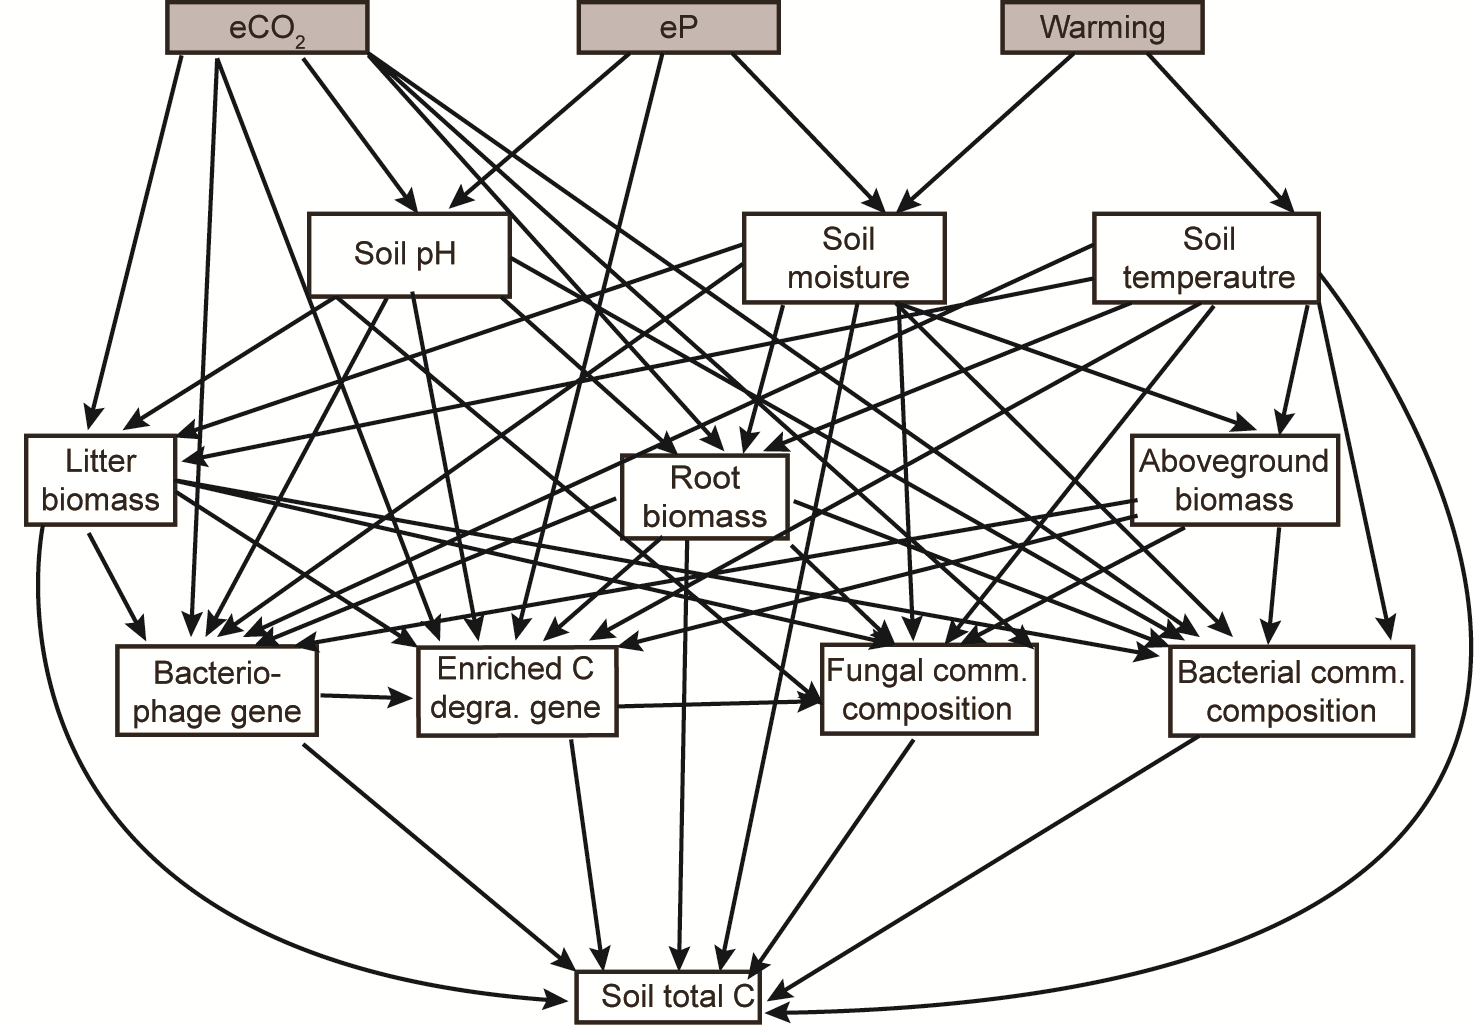 eCO₂
eP
Warming
Soil pH
Soil
moisture
Soil
temperautre
Litter
biomass
Root
biomass
Aboveground
biomass
Bacterio-
phage gene
Enriched C
degra. gene
Fungal comm.
composition
Bacterial comm.
composition
Soil total C